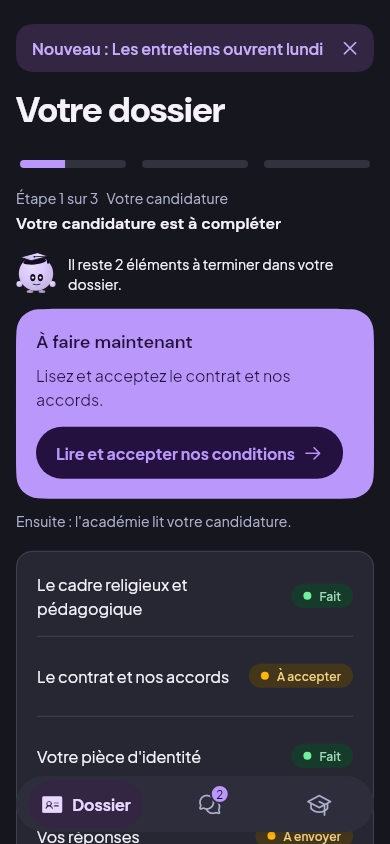 Nouveau : Les entretiens ouvrent lundi
Votre dossier
Étape 1 sur 3 Votre candidature
Votre candidature est à compléter
Il reste 2 éléments à terminer dans votre
dossier.
À faire maintenant
Lisez et acceptez le contrat et nos
accords.
Lire et accepter nos conditions
Ensuite : l'académie lit votre candidature.
Le cadre religieux et
pédagogique
Fait
Le contrat et nos accords
À accepter
Votre pièce d'identité
Fait
Dossier
2
Vos réponses
À envoyer